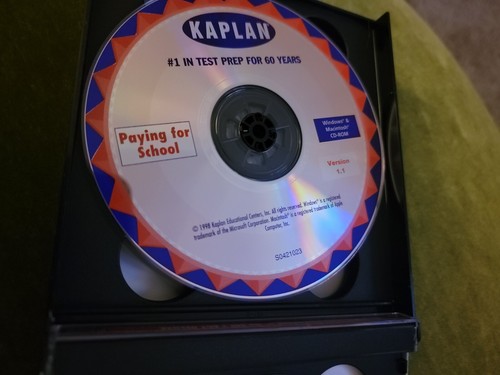 KAPLAN
#1 IN TEST PREP FOR 60 YEARS
Paying for
School
Windows® &
Macintosh®
CD-ROM
Version
1.1
© 1998 Kaplan Educational Centers, Inc. All rights reserved. Windows® is a registered
trademark of the Microsoft Corporation. Macintosh® is a registered trademark of Apple
Computer, Inc.
S0421023